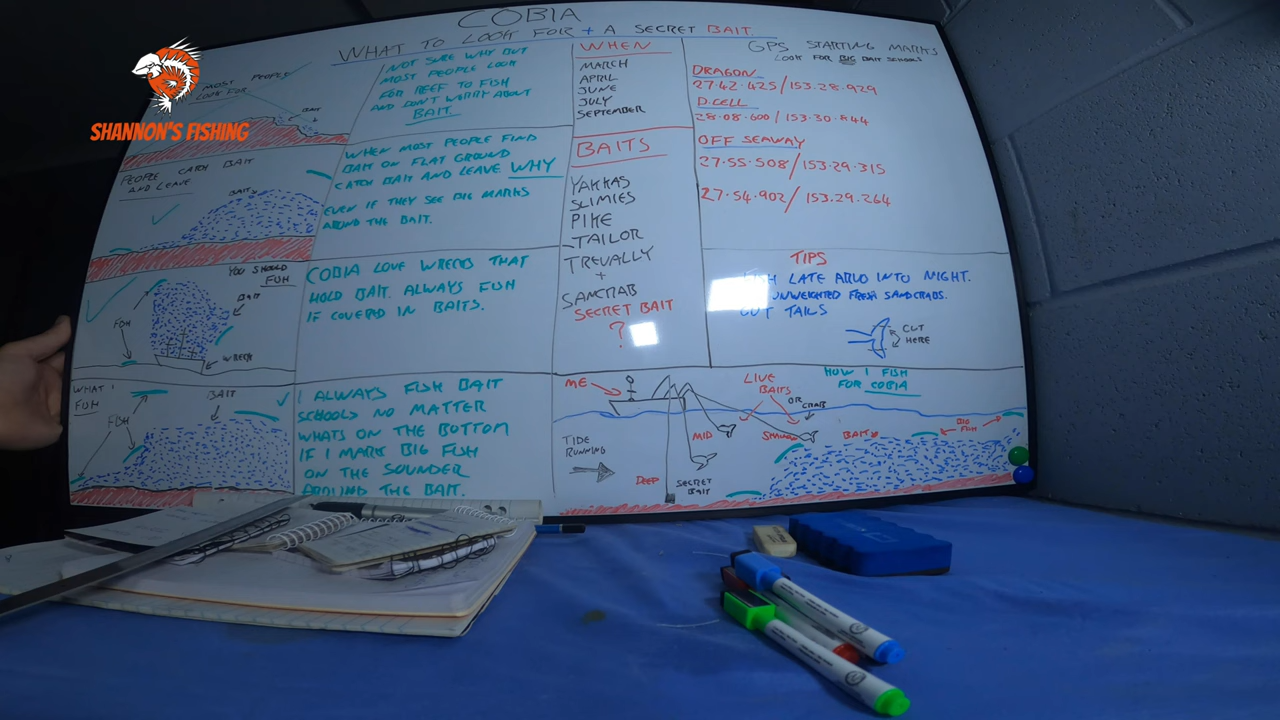 COBIA
WHAT TO LOOK FOR + A SECRET BAIT.
SHANNON'S FISHING
MOST PEOPLE
LOOK FOR
BAIT
NOT SURE WHY BUT
MOST PEOPLE LOOK
FOR REEF TO FISH
AND DON'T WORRY ABOUT
BAIT.
PEOPLE CATCH BAIT
AND LEAVE
BAIT
WHEN MOST PEOPLE FIND
BAIT ON FLAT GROUND
CATCH BAIT AND LEAVE WHY
EVEN IF THEY SEE BIG MARKS
AROUND THE BAIT.
YOU SHOULD
FISH
BAIT
FISH
WRECK
COBIA LOVE WRECKS THAT
HOLD BAIT. ALWAYS FISH
IF COVERED IN BAITS.
WHAT I
FISH
BAIT
FISH
I ALWAYS FISH BAIT
SCHOOLS NO MATTER
WHATS ON THE BOTTOM
IF I MARK BIG FISH
ON THE SOUNDER
AROUND THE BAIT.
WHEN
MARCH
APRIL
JUNE
JULY
SEPTEMBER
BAITS
YAKKAS
SLIMIES
PIKE
TAILOR
TREVALLY
+
SANCRAB
SECRET BAIT
?
GPS STARTING MARKS
LOOK FOR BIG BAIT SCHOOLS
DRAGON
27.42.425/153.28.929
D.CELL
28.08.600/153.30.844
OFF SEAWAY
27.55.508/153.29.315
27.54.902/153.29.264
TIPS
LATE ARVO INTO NIGHT.
UNWEIGHTED FRESH SANDCRABS.
CUT TAILS
CUT
HERE
HOW I FISH
FOR COBIA
ME
LIVE
BAITS
OR
CRAB
TIDE
RUNNING
MID
BAIT
BIG
FISH
DEEP
SECRET
BAIT